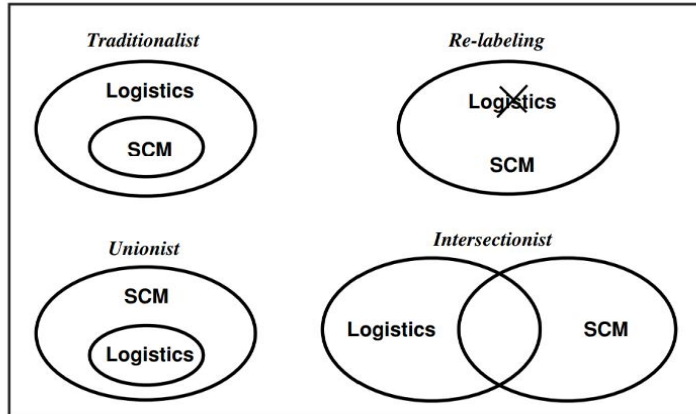 Traditionalist
Logistics
SCM
Re-labeling
Logistics
SCM
Unionist
SCM
Logistics
Intersectionist
Logistics
SCM